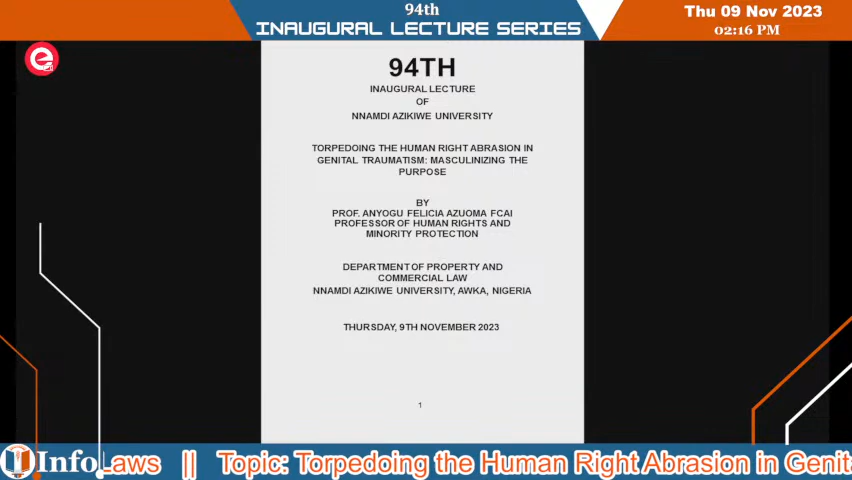 94th
INAUGURAL LECTURE SERIES
Thu 09 Nov 2023
02:16 PM
e
94TH
INAUGURAL LECTURE
OF
NNAMDI AZIKIWE UNIVERSITY
TORPEDOING THE HUMAN RIGHT ABRASION IN
GENITAL TRAUMATISM: MASCULINIZING THE
PURPOSE
BY
PROF. ANYOGU FELICIA AZUOMA FCAI
PROFESSOR OF HUMAN RIGHTS AND
MINORITY PROTECTION
DEPARTMENT OF PROPERTY AND
COMMERCIAL LAW
NNAMDI AZIKIWE UNIVERSITY, AWKA, NIGERIA
THURSDAY, 9TH NOVEMBER 2023
1
Info Laws || Topic: Torpedoing the Human Right Abrasion in Genita